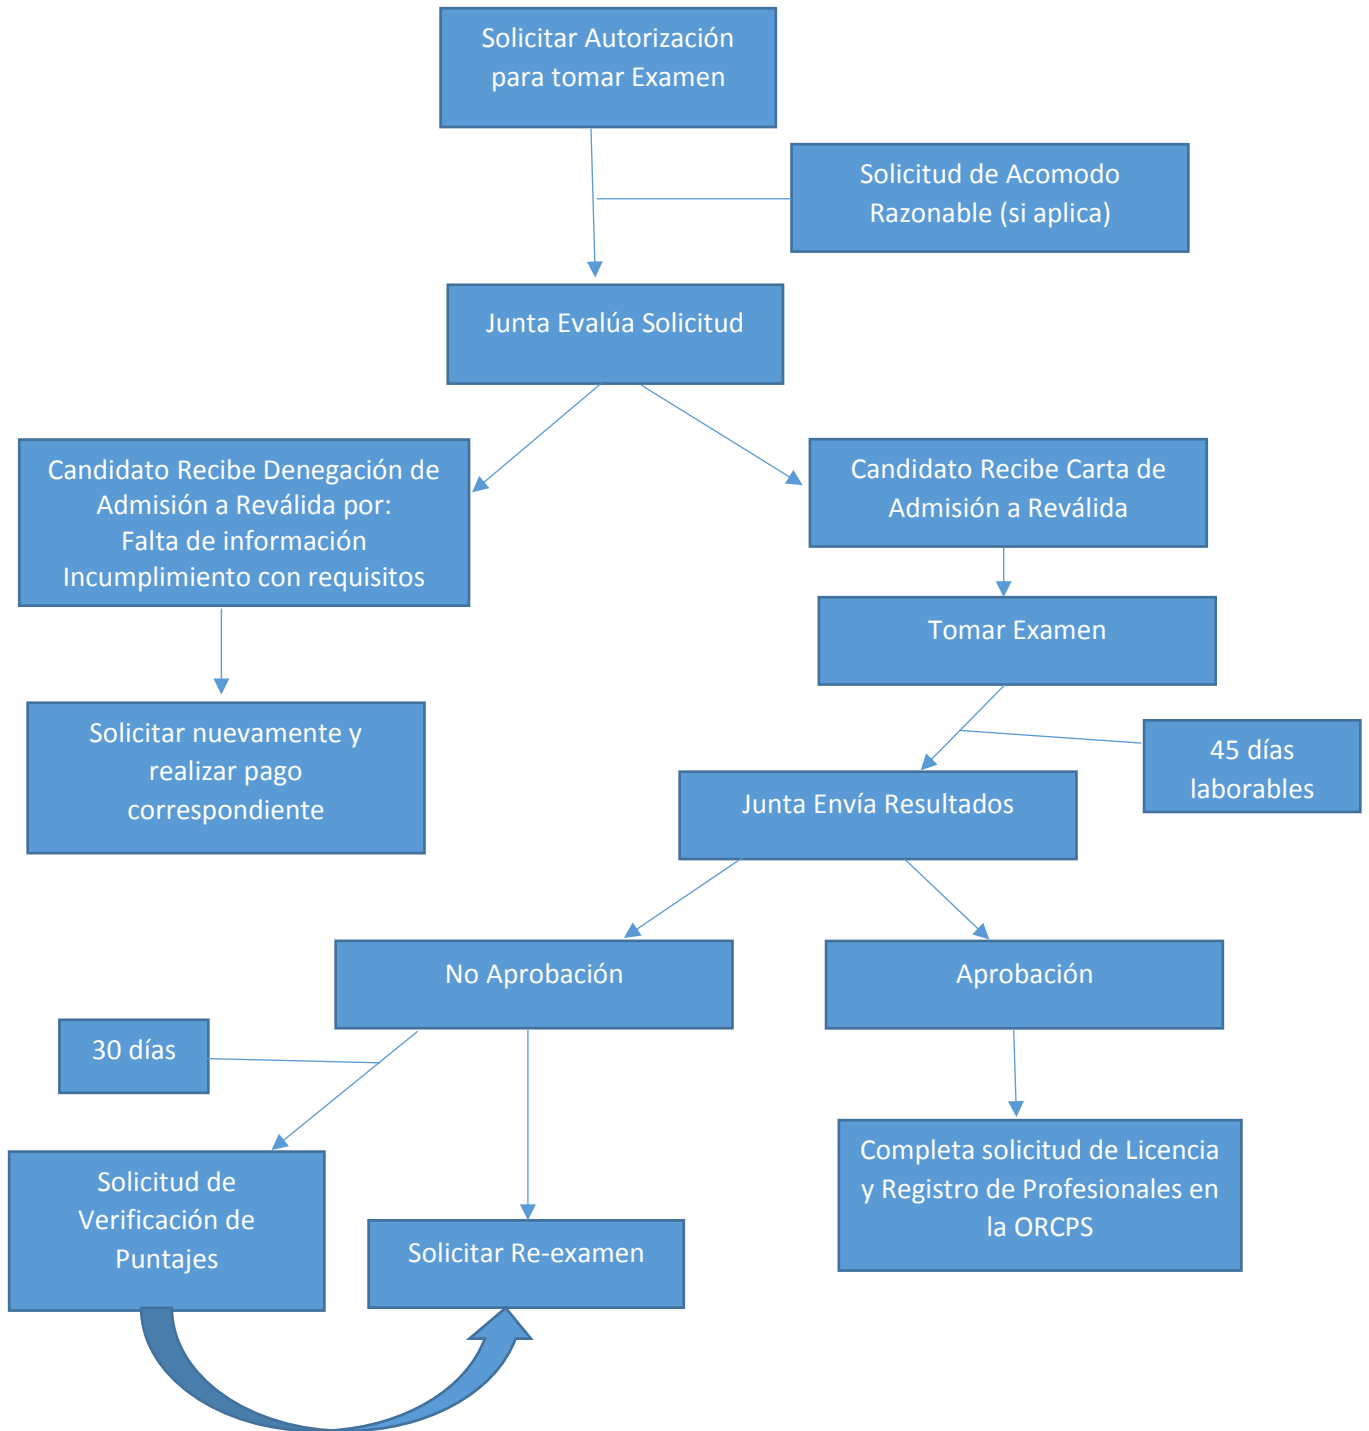 Solicitar Autorización
para tomar Examen
Solicitud de Acomodo
Razonable (si aplica)
Junta Evalúa Solicitud
Candidato Recibe Denegación de
Admisión a Reválida por:
Falta de información
Incumplimiento con requisitos
Candidato Recibe Carta de
Admisión a Reválida
Tomar Examen
Solicitar nuevamente y
realizar pago
correspondiente
45 días
laborables
Junta Envía Resultados
No Aprobación
Aprobación
30 días
Completa solicitud de Licencia
y Registro de Profesionales en
la ORCPS
Solicitud de
Verificación de
Puntajes
Solicitar Re-examen